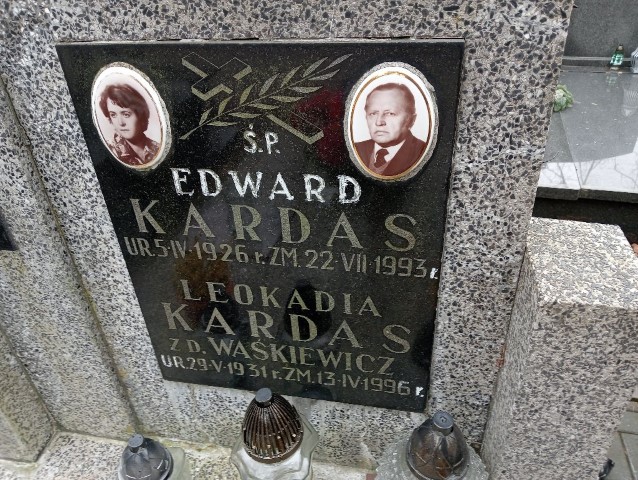 Ś.P.
EDWARD
KARDAS
UR.5·IV·1926 r. ZM. 22·VII·1993 r
LEOKADIA
KARDAS
Z D. WAŚKIEWICZ
UR·29·V·1931 r. ZM.13·IV·1996 r